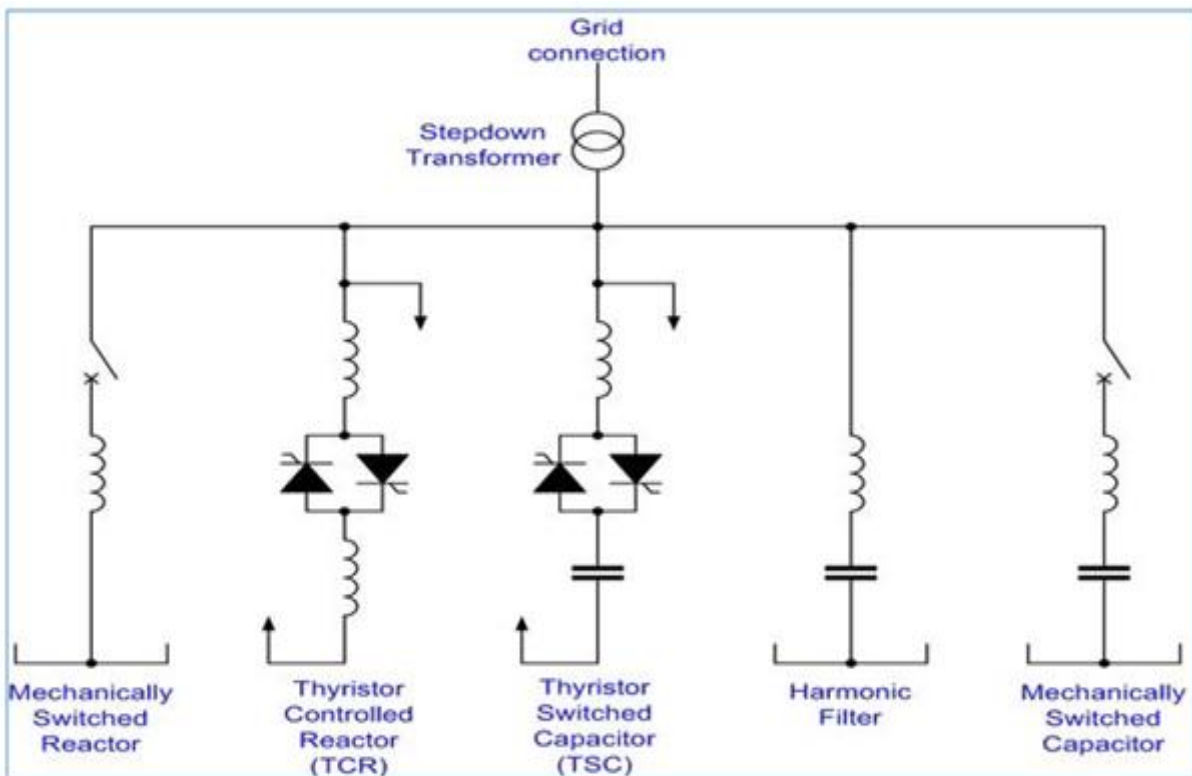 Grid
connection
Stepdown
Transformer
Mechanically
Switched
Reactor
Thyristor
Controlled
Reactor
(TCR)
Thyristor
Switched
Capacitor
(TSC)
Harmonic
Filter
Mechanically
Switched
Capacitor